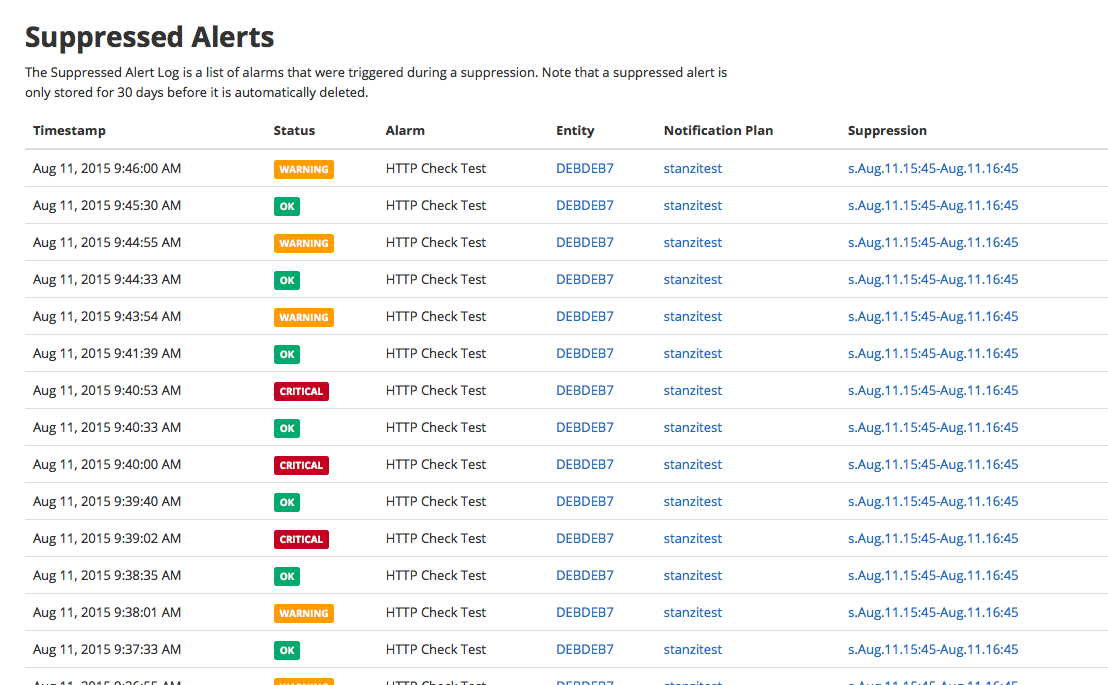 Suppressed Alerts
The Suppressed Alert Log is a list of alarms that were triggered during a suppression. Note that a suppressed alert is
only stored for 30 days before it is automatically deleted.
Timestamp Status Alarm Entity Notification Plan Suppression
Aug 11, 2015 9:46:00 AM WARNING HTTP Check Test DEBDEB7 stanzitest s.Aug.11.15:45-Aug.11.16:45
Aug 11, 2015 9:45:30 AM OK HTTP Check Test DEBDEB7 stanzitest s.Aug.11.15:45-Aug.11.16:45
Aug 11, 2015 9:44:55 AM WARNING HTTP Check Test DEBDEB7 stanzitest s.Aug.11.15:45-Aug.11.16:45
Aug 11, 2015 9:44:33 AM OK HTTP Check Test DEBDEB7 stanzitest s.Aug.11.15:45-Aug.11.16:45
Aug 11, 2015 9:43:54 AM WARNING HTTP Check Test DEBDEB7 stanzitest s.Aug.11.15:45-Aug.11.16:45
Aug 11, 2015 9:41:39 AM OK HTTP Check Test DEBDEB7 stanzitest s.Aug.11.15:45-Aug.11.16:45
Aug 11, 2015 9:40:53 AM CRITICAL HTTP Check Test DEBDEB7 stanzitest s.Aug.11.15:45-Aug.11.16:45
Aug 11, 2015 9:40:33 AM OK HTTP Check Test DEBDEB7 stanzitest s.Aug.11.15:45-Aug.11.16:45
Aug 11, 2015 9:40:00 AM CRITICAL HTTP Check Test DEBDEB7 stanzitest s.Aug.11.15:45-Aug.11.16:45
Aug 11, 2015 9:39:40 AM OK HTTP Check Test DEBDEB7 stanzitest s.Aug.11.15:45-Aug.11.16:45
Aug 11, 2015 9:39:02 AM CRITICAL HTTP Check Test DEBDEB7 stanzitest s.Aug.11.15:45-Aug.11.16:45
Aug 11, 2015 9:38:35 AM OK HTTP Check Test DEBDEB7 stanzitest s.Aug.11.15:45-Aug.11.16:45
Aug 11, 2015 9:38:01 AM WARNING HTTP Check Test DEBDEB7 stanzitest s.Aug.11.15:45-Aug.11.16:45
Aug 11, 2015 9:37:33 AM OK HTTP Check Test DEBDEB7 stanzitest s.Aug.11.15:45-Aug.11.16:45